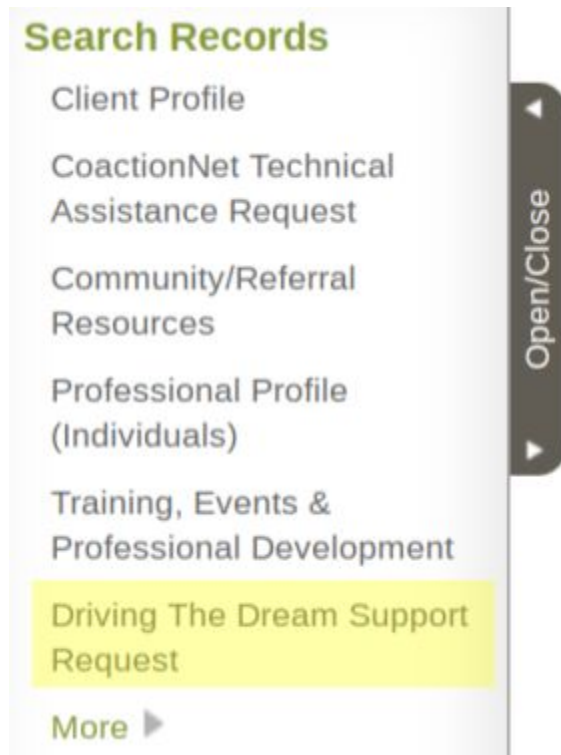 Search Records
Client Profile
CoactionNet Technical
Assistance Request
Community/Referral
Resources
Professional Profile
(Individuals)
Training, Events &
Professional Development
Driving The Dream Support
Request
More
Open/Close